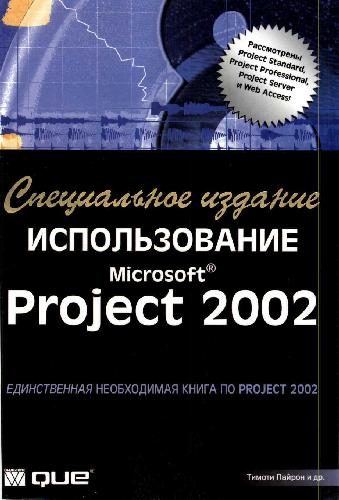 Рассмотрены
Project Standard,
Project Professional,
Project Server
и Web Access!
Специальное издание
ИСПОЛЬЗОВАНИЕ
Microsoft®
Project 2002
ЕДИНСТВЕННАЯ НЕОБХОДИМАЯ КНИГА ПО PROJECT 2002
que®
Тимоти Пайрон и др.